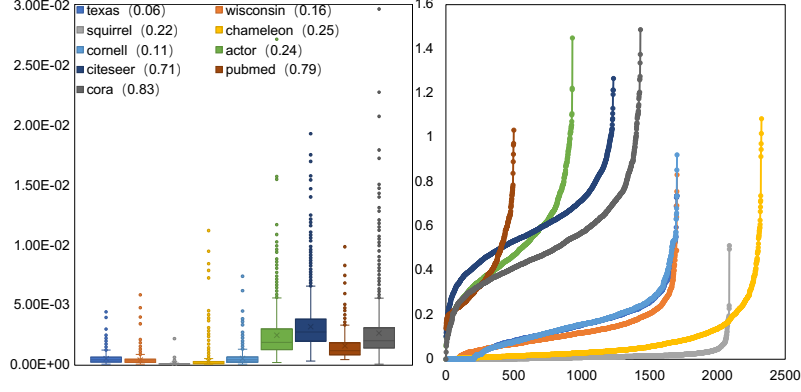 3.00E-02
2.50E-02
2.00E-02
1.50E-02
1.00E-02
5.00E-03
0.00E+00
texas (0.06) wisconsin (0.16)
squirrel (0.22) chameleon (0.25)
cornell (0.11) actor (0.24)
citeseer (0.71) pubmed (0.79)
cora (0.83)
1.6
1.4
1.2
1
0.8
0.6
0.4
0.2
0
0 500 1000 1500 2000 2500